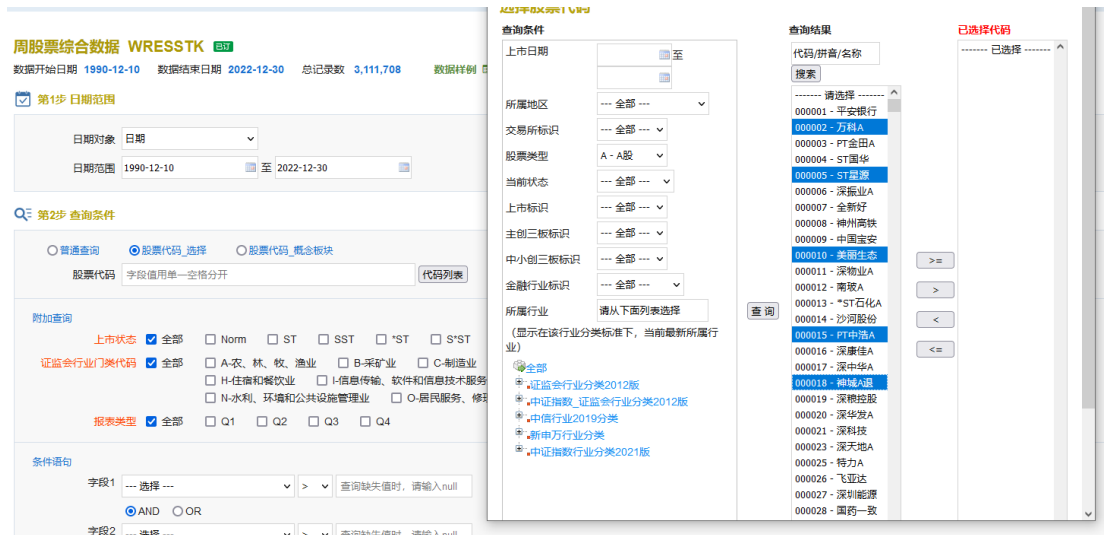 周股票综合数据 WRESSTK 已订
数据开始日期 1990-12-10 数据结束日期 2022-12-30 总记录数 3,111,708 数据样例
第1步 日期范围
日期对象 日期
日期范围 1990-12-10 至 2022-12-30
第2步 查询条件
普通查询 股票代码_选择 股票代码_概念板块
股票代码 字段值用单一空格分开 代码列表
附加查询
上市状态 全部 Norm ST SST *ST S*ST
证监会行业门类代码 全部 A-农、林、牧、渔业 B-采矿业 C-制造业
H-住宿和餐饮业 I-信息传输、软件和信息技术服务
N-水利、环境和公共设施管理业 O-居民服务、修理
报表类型 全部 Q1 Q2 Q3 Q4
条件语句
字段1 --- 选择 --- > 查询缺失值时，请输入null
AND OR
字段2 --- 选择 --- > 查询缺失值时，请输入null
选择股票代码
查询条件
上市日期 至
所属地区 --- 全部 ---
交易所标识 --- 全部 ---
股票类型 A - A股
当前状态 --- 全部 ---
上市标识 --- 全部 ---
主创三板标识 --- 全部 ---
中小创三板标识 --- 全部 ---
金融行业标识 --- 全部 ---
所属行业 请从下面列表选择
（显示在该行业分类标准下，当前最新所属行
业）
全部
证监会行业分类2012版
中证指数_证监会行业分类2012版
中信行业2019分类
新申万行业分类
中证指数行业分类2021版
查询
查询结果
代码/拼音/名称
搜索
------- 请选择 -------
000001 - 平安银行
000002 - 万科A
000003 - PT金田A
000004 - ST国华
000005 - ST星源
000006 - 深振业A
000007 - 全新好
000008 - 神州高铁
000009 - 中国宝安
000010 - 美丽生态
000011 - 深物业A
000012 - 南玻A
000013 - *ST石化A
000014 - 沙河股份
000015 - PT中浩A
000016 - 深康佳A
000017 - 深中华A
000018 - 神城A退
000019 - 深粮控股
000020 - 深华发A
000021 - 深科技
000023 - 深天地A
000025 - 特力A
000026 - 飞亚达
000027 - 深圳能源
000028 - 国药一致
>=
>
<
<=
已选择代码
------- 已选择 -------